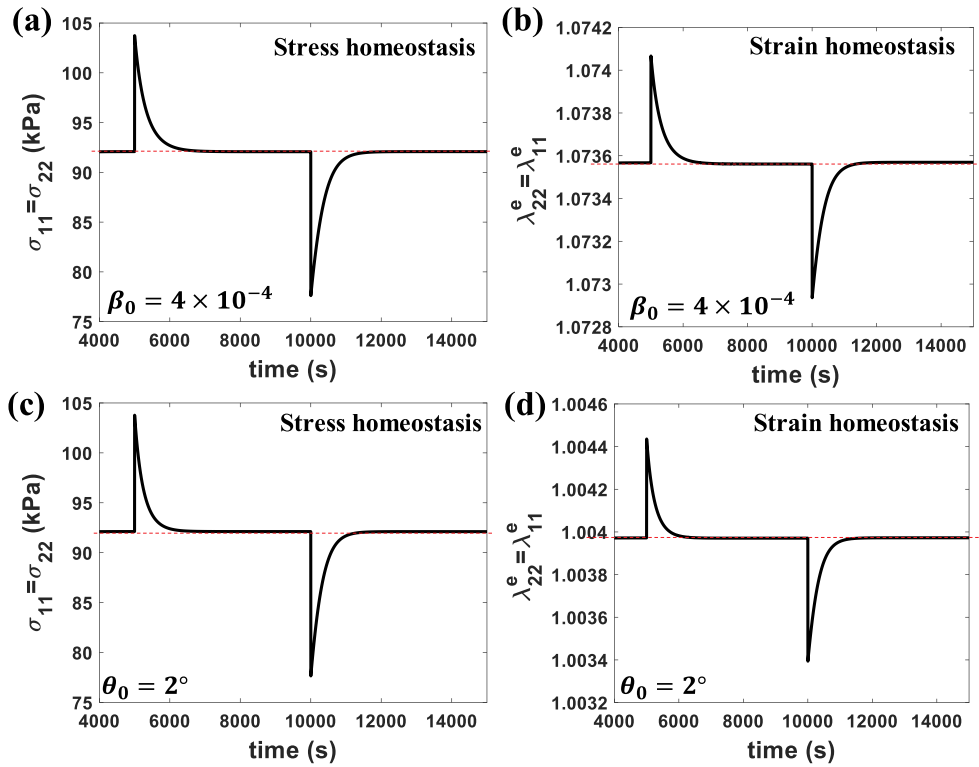 (a)
Stress homeostasis
105
100
95
90
85
80
75
σ₁₁=σ₂₂ (kPa)
β₀ = 4 × 10⁻⁴
4000 6000 8000 10000 12000 14000
time (s)
(b)
Strain homeostasis
1.0742
1.074
1.0738
1.0736
1.0734
1.0732
1.073
1.0728
λᵉ₂₂=λᵉ₁₁
β₀ = 4 × 10⁻⁴
4000 6000 8000 10000 12000 14000
time (s)
(c)
Stress homeostasis
105
100
95
90
85
80
75
σ₁₁=σ₂₂ (kPa)
θ₀ = 2°
4000 6000 8000 10000 12000 14000
time (s)
(d)
Strain homeostasis
1.0046
1.0044
1.0042
1.004
1.0038
1.0036
1.0034
1.0032
λᵉ₂₂=λᵉ₁₁
θ₀ = 2°
4000 6000 8000 10000 12000 14000
time (s)